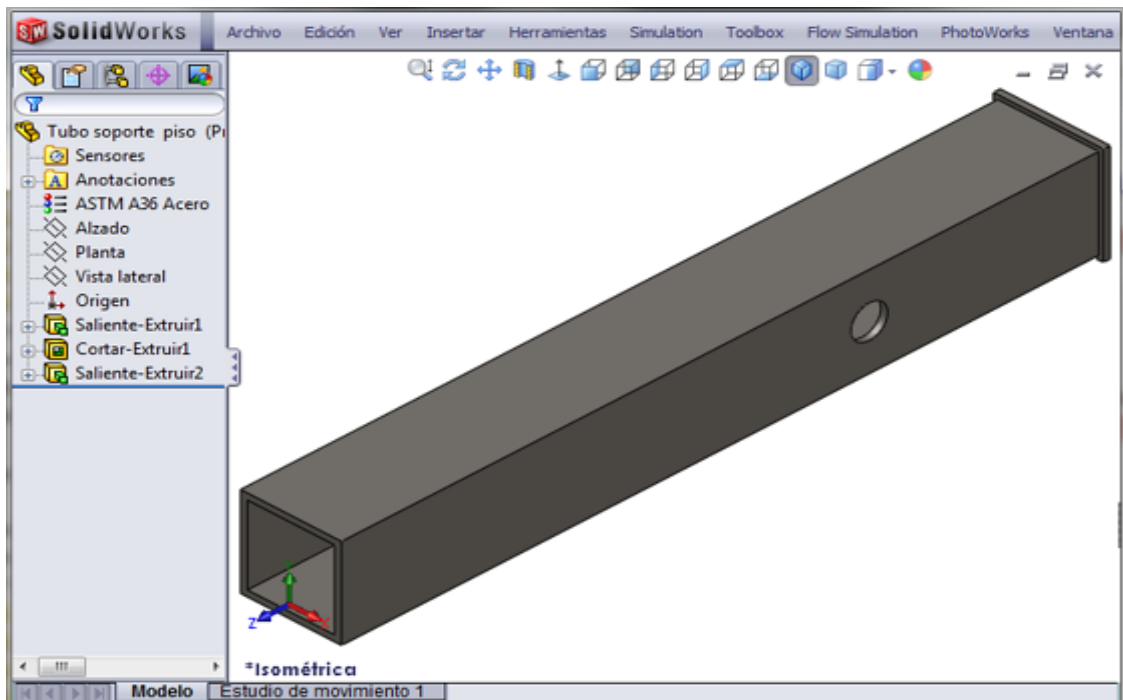 SolidWorks Archivo Edición Ver Insertar Herramientas Simulation Toolbox Flow Simulation PhotoWorks Ventana
Tubo soporte piso (Pr
Sensores
A Anotaciones
ASTM A36 Acero
Alzado
Planta
Vista lateral
Origen
Saliente-Extruir1
Cortar-Extruir1
Saliente-Extruir2
Y
Z X
*Isométrica
Modelo Estudio de movimiento 1